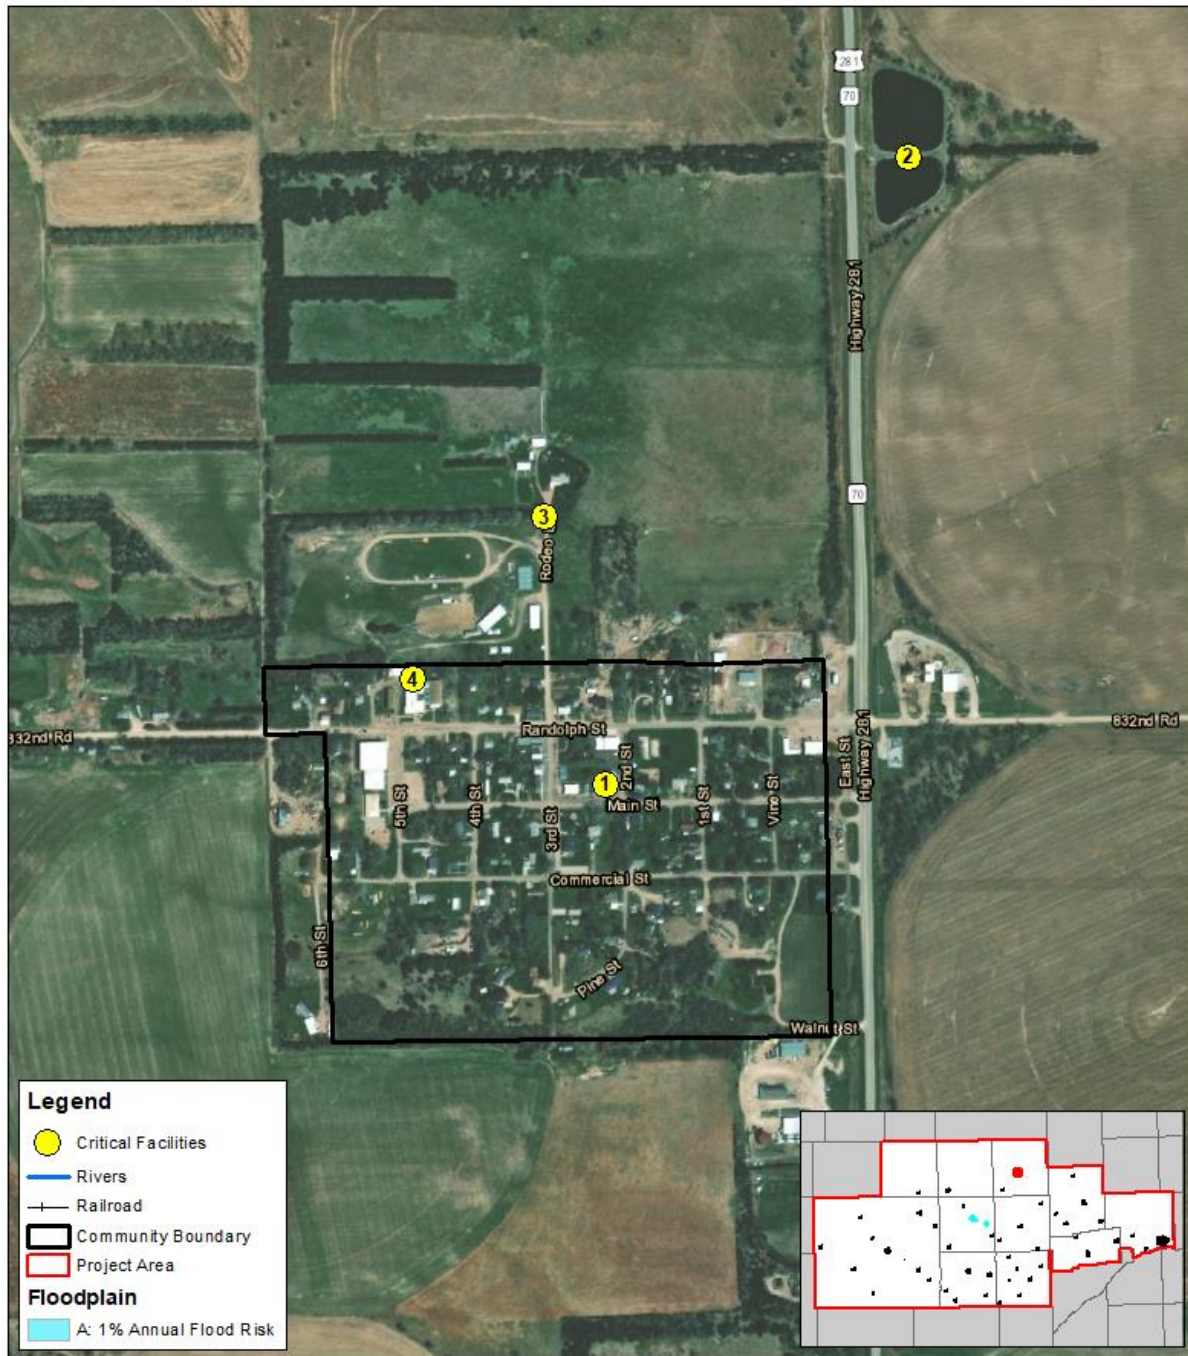 281
70
2
Highway 281
70
3
Rodeo
4
832nd Rd
Randolph St
832nd Rd
East St
Highway 281
2nd St
1
Main St
5th St
4th St
3rd St
1st St
Vine St
Commercial St
6th St
Pine St
Walnut St
Legend
Critical Facilities
Rivers
Railroad
Community Boundary
Project Area
Floodplain
A: 1% Annual Flood Risk